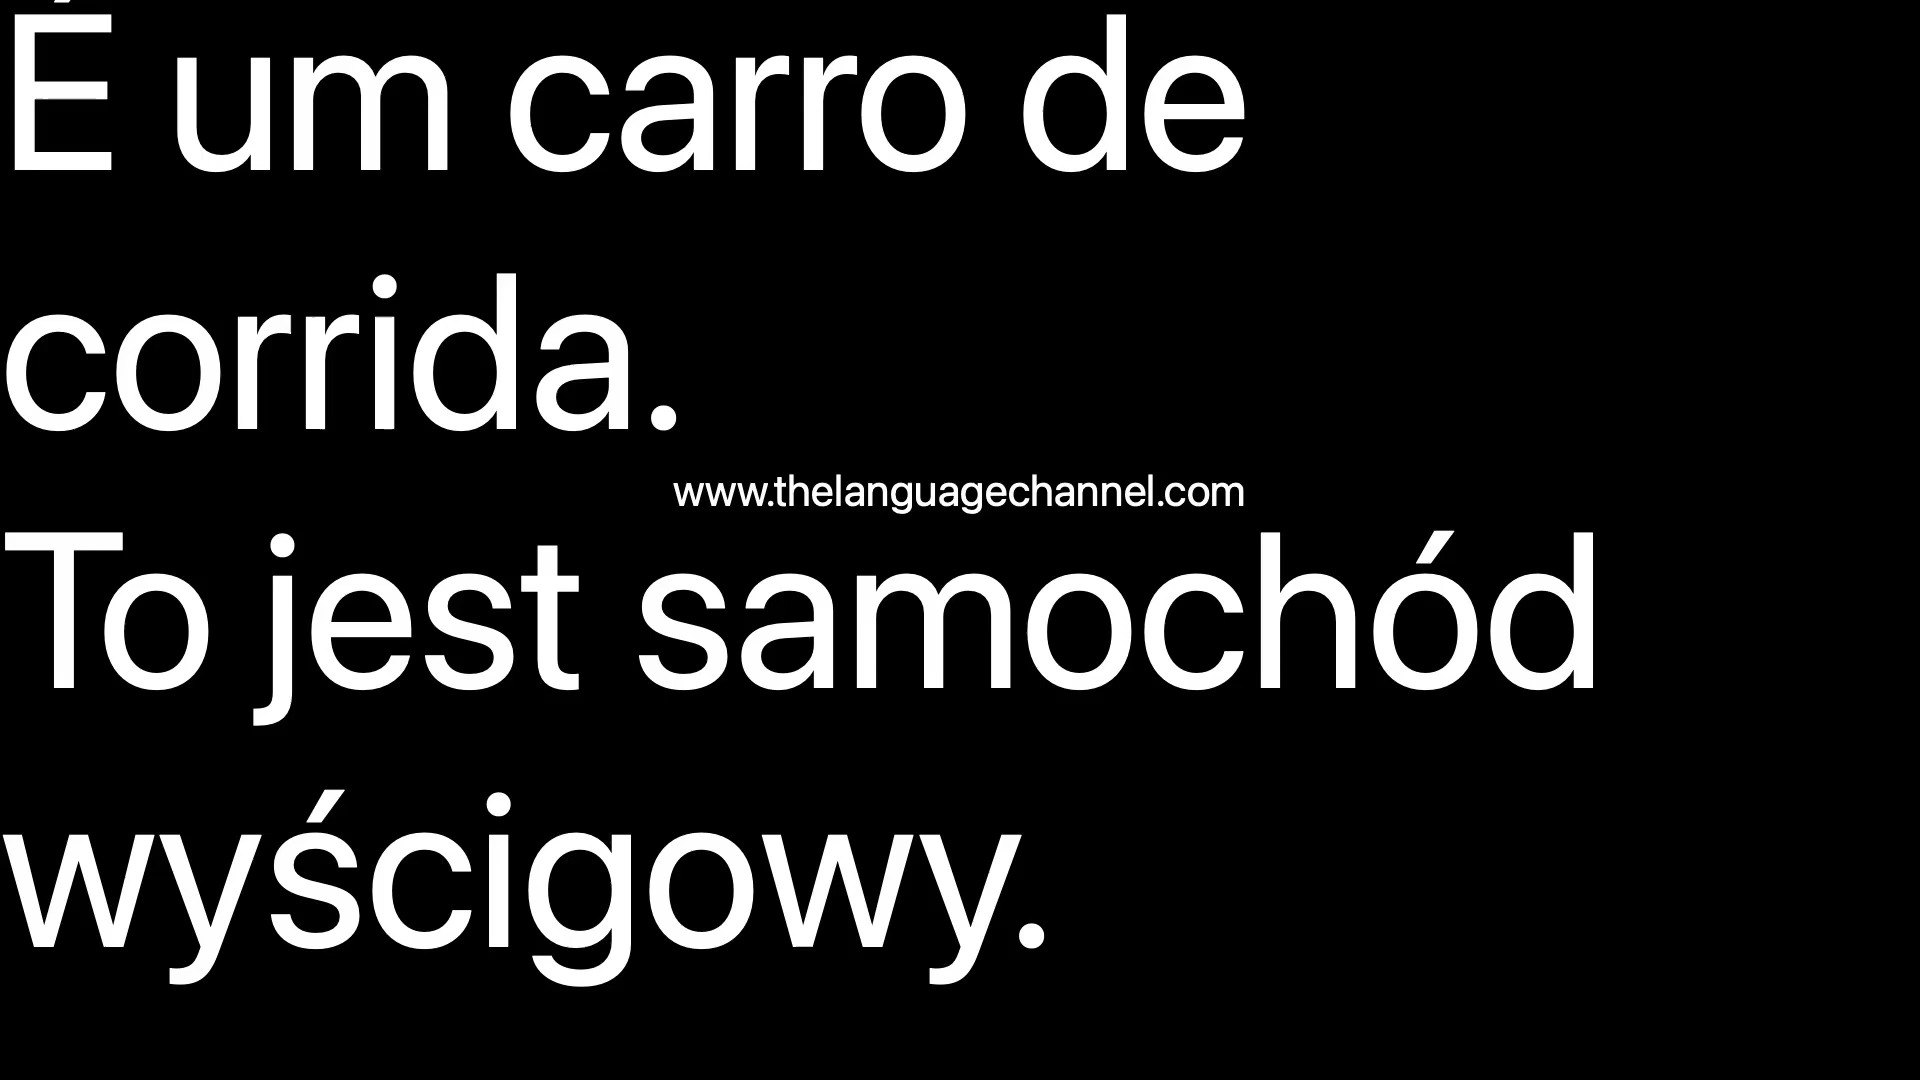 É um carro de
corrida.
www.thelanguagechannel.com
To jest samochód
wyścigowy.